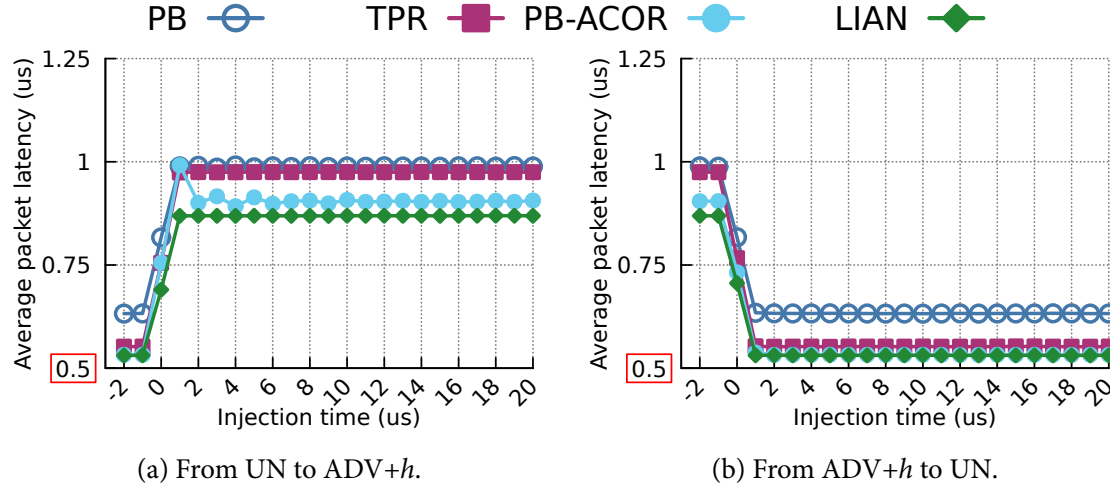 PB TPR PB-ACOR LIAN
Average packet latency (us)
1.25
1
0.75
0.5
-2 0 2 4 6 8 10 12 14 16 18 20
Injection time (us)
(a) From UN to ADV+h.
Average packet latency (us)
1.25
1
0.75
0.5
-2 0 2 4 6 8 10 12 14 16 18 20
Injection time (us)
(b) From ADV+h to UN.